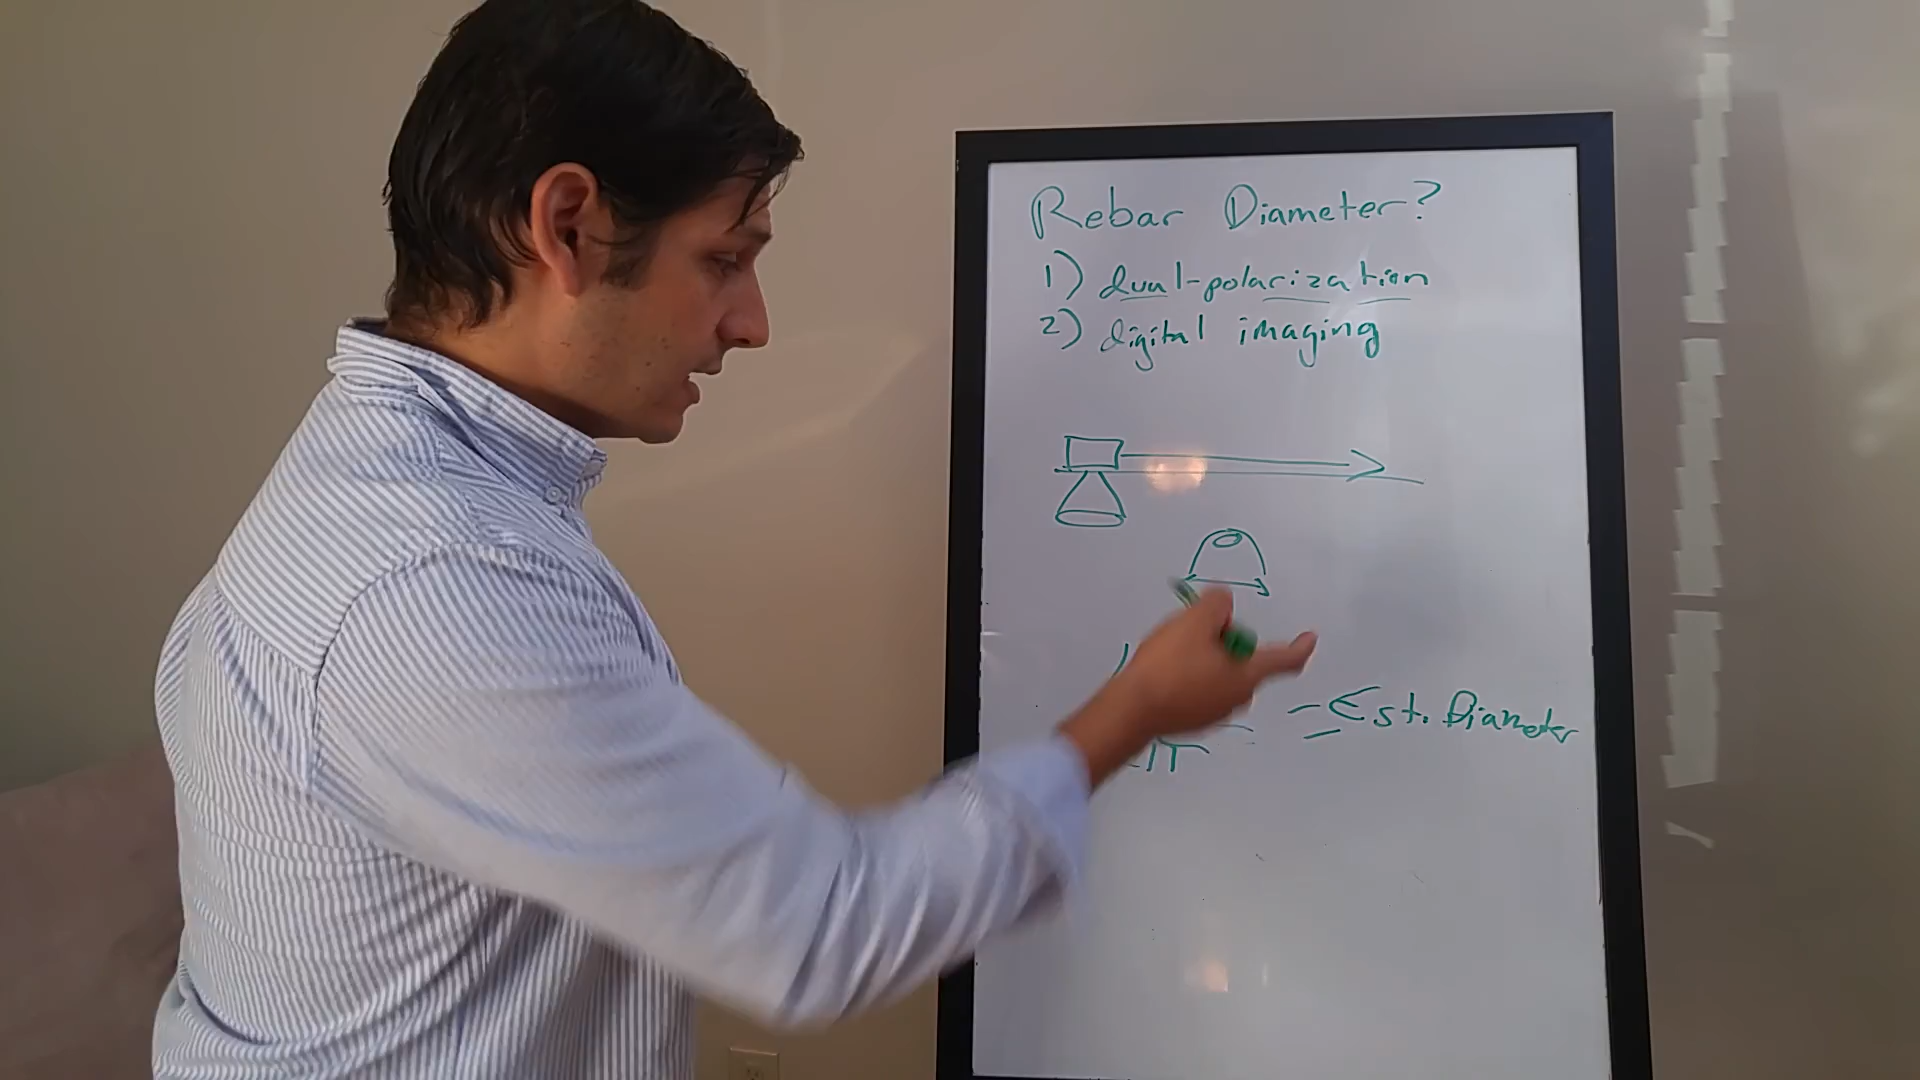 Rebar Diameter?
1) dual-polarization
2) digital imaging
= Est. Diameter